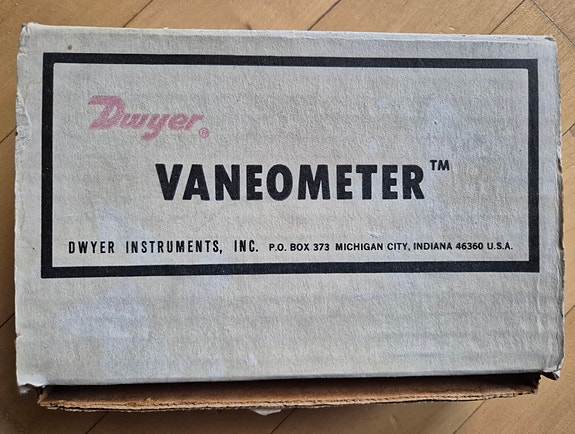 Dwyer®
VANEOMETER™
DWYER INSTRUMENTS, INC. P.O. BOX 373 MICHIGAN CITY, INDIANA 46360 U.S.A.